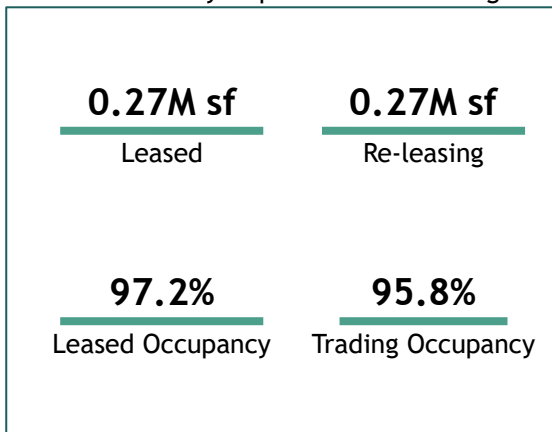 0.27M sf
Leased
0.27M sf
Re-leasing
97.2%
Leased Occupancy
95.8%
Trading Occupancy